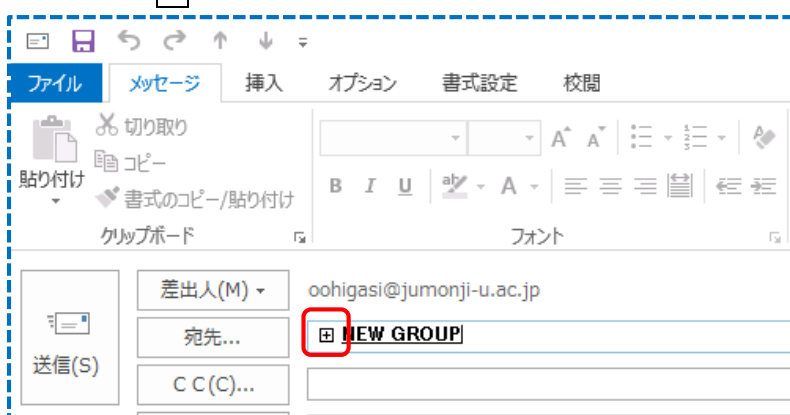 ファイル メッセージ 挿入 オプション 書式設定 校閲
切り取り
コピー
貼り付け
書式のコピー/貼り付け
B I U ab A
クリップボード フォント
差出人(M) oohigasi@jumonji-u.ac.jp
宛先... NEW GROUP
送信(S)
C C(C)...